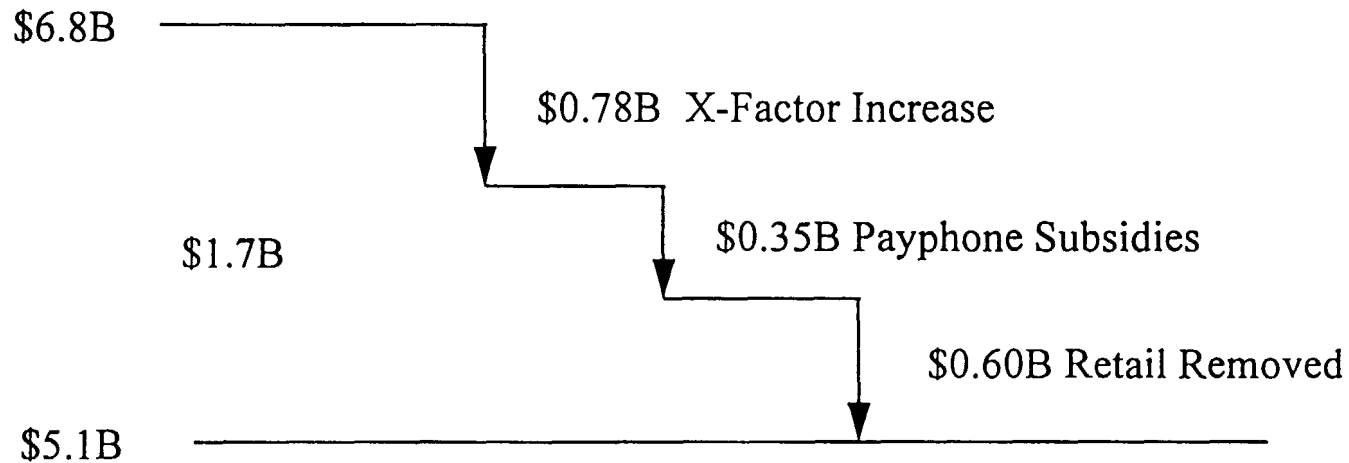 $6.8B
$0.78B X-Factor Increase
$1.7B
$0.35B Payphone Subsidies
$0.60B Retail Removed
$5.1B